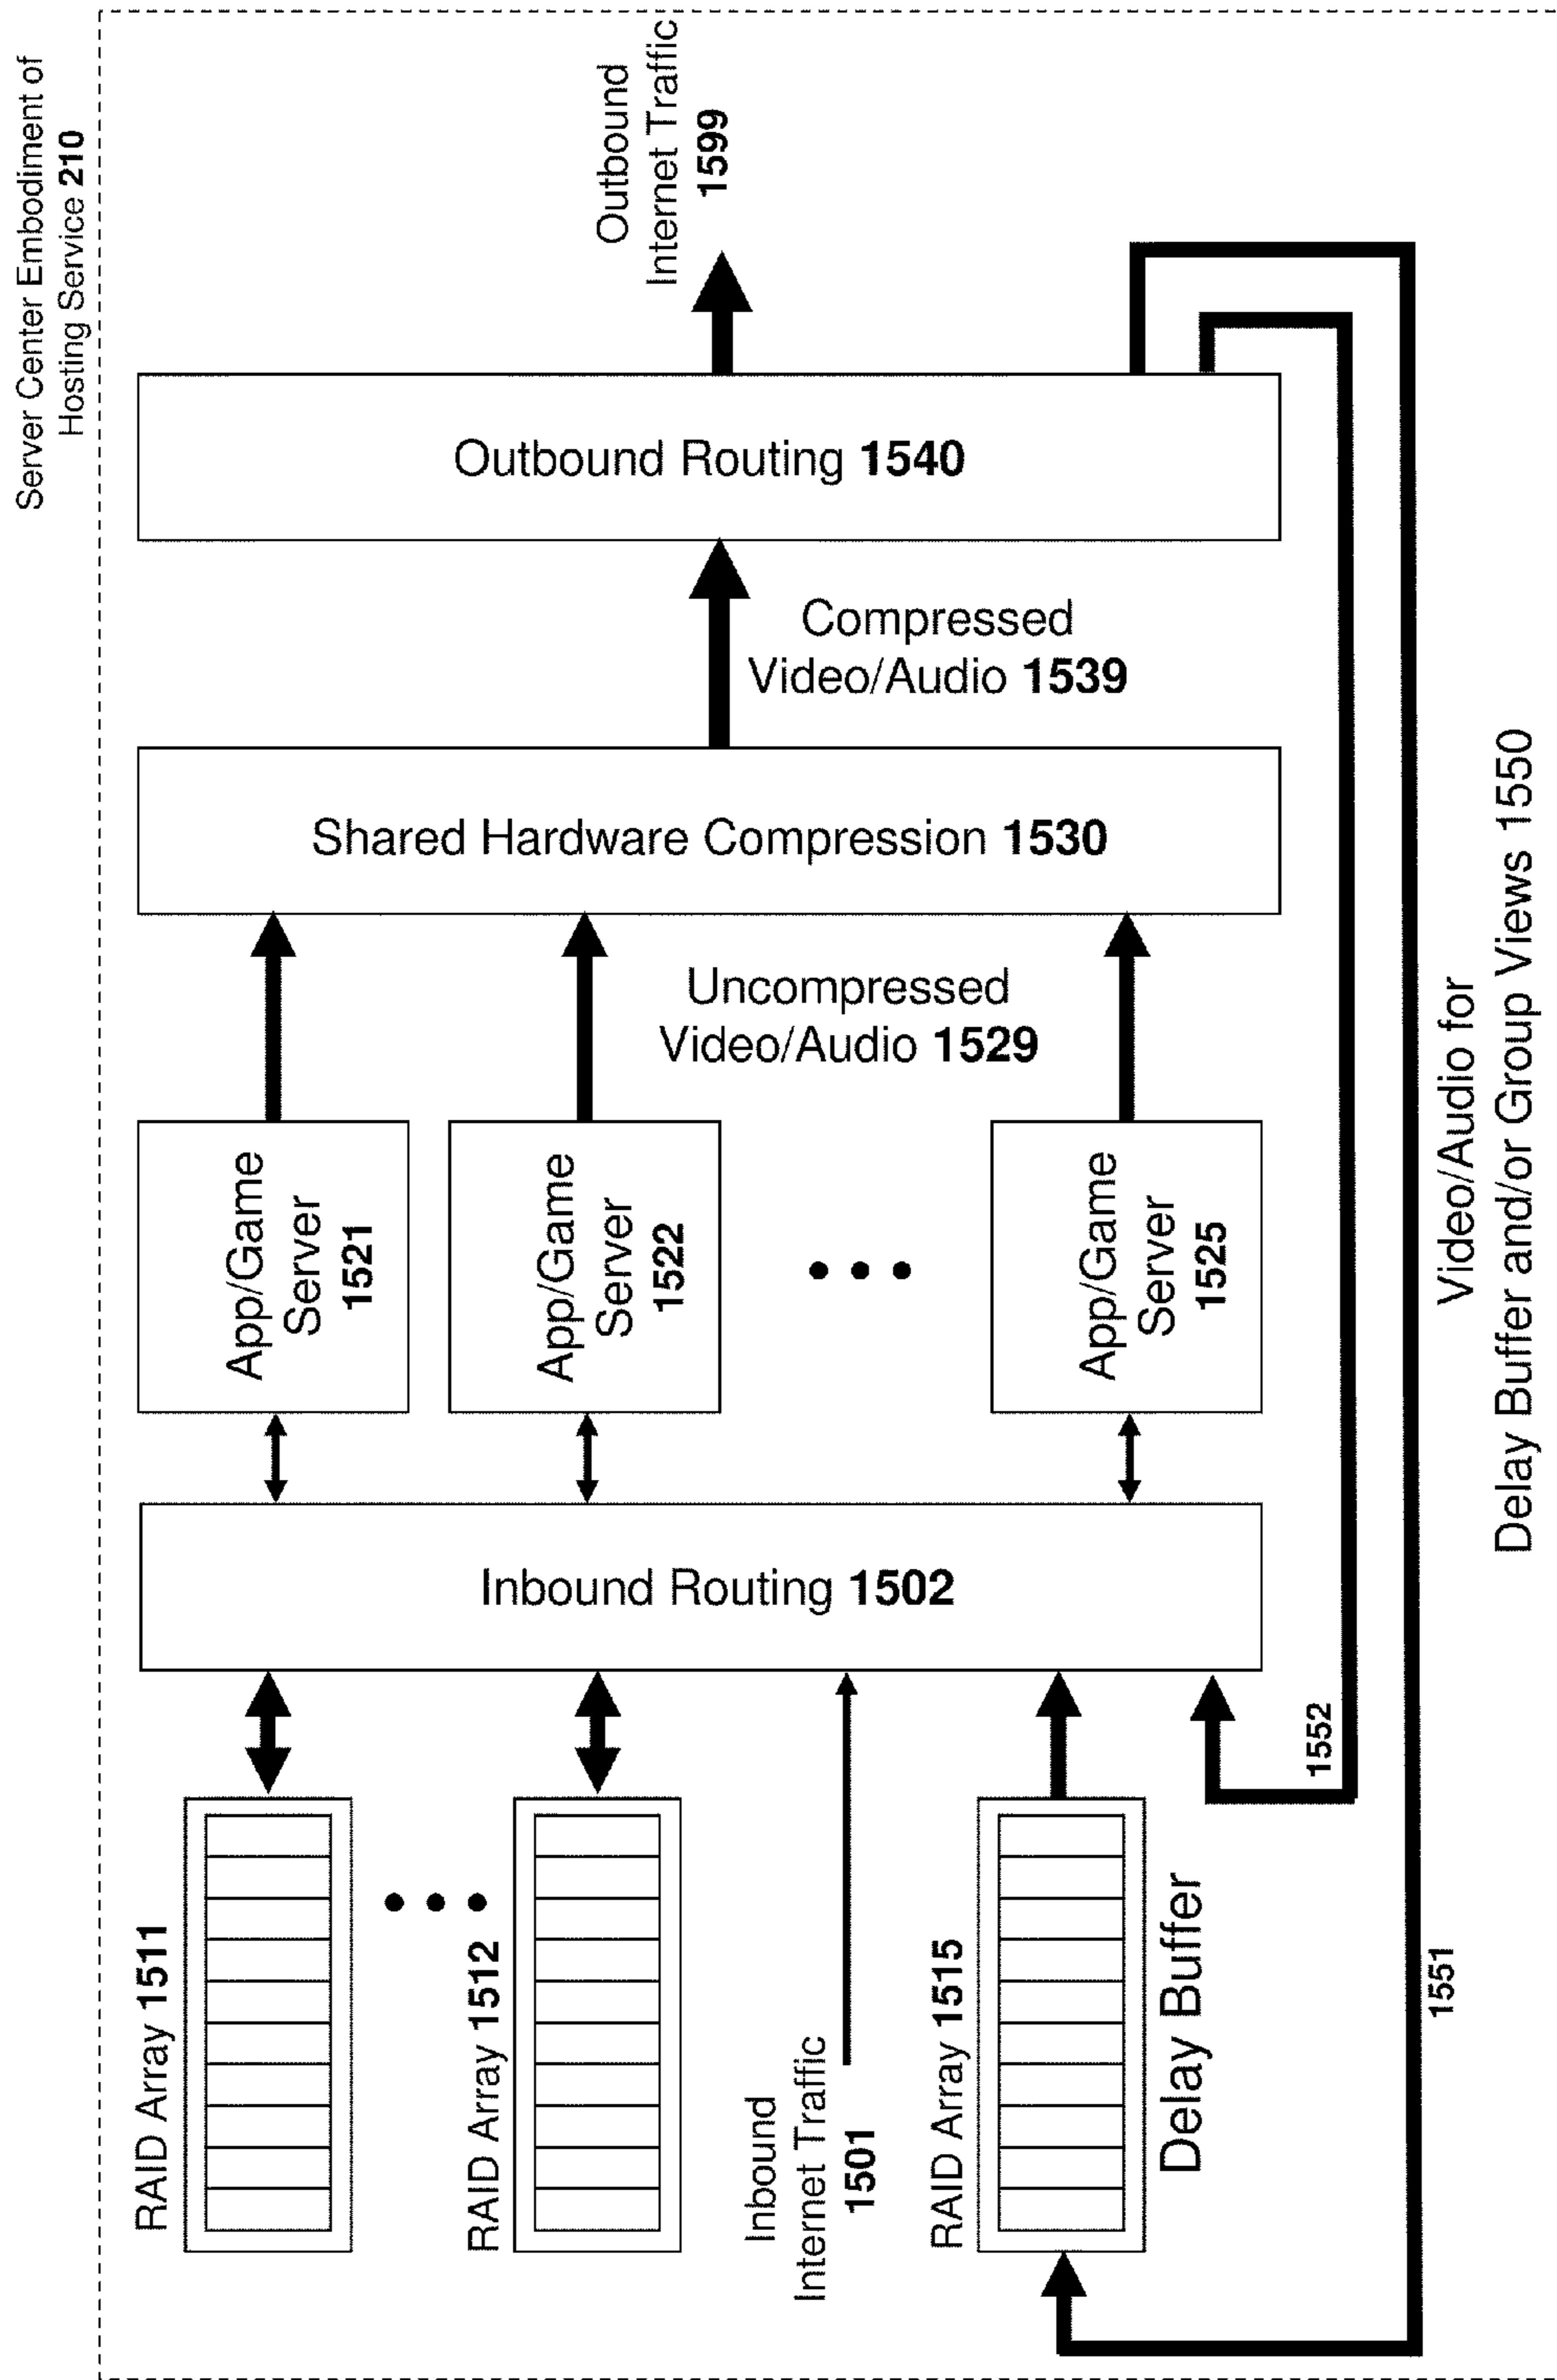 Server Center Embodiment of
Hosting Service 210
RAID Array 1511
RAID Array 1512
Inbound
Internet Traffic
1501
RAID Array 1515
Delay Buffer
Inbound Routing 1502
App/Game
Server
1521
App/Game
Server
1522
App/Game
Server
1525
Uncompressed
Video/Audio 1529
Shared Hardware Compression 1530
Compressed
Video/Audio 1539
Outbound Routing 1540
Outbound
Internet Traffic
1599
1552
1551
Video/Audio for
Delay Buffer and/or Group Views 1550